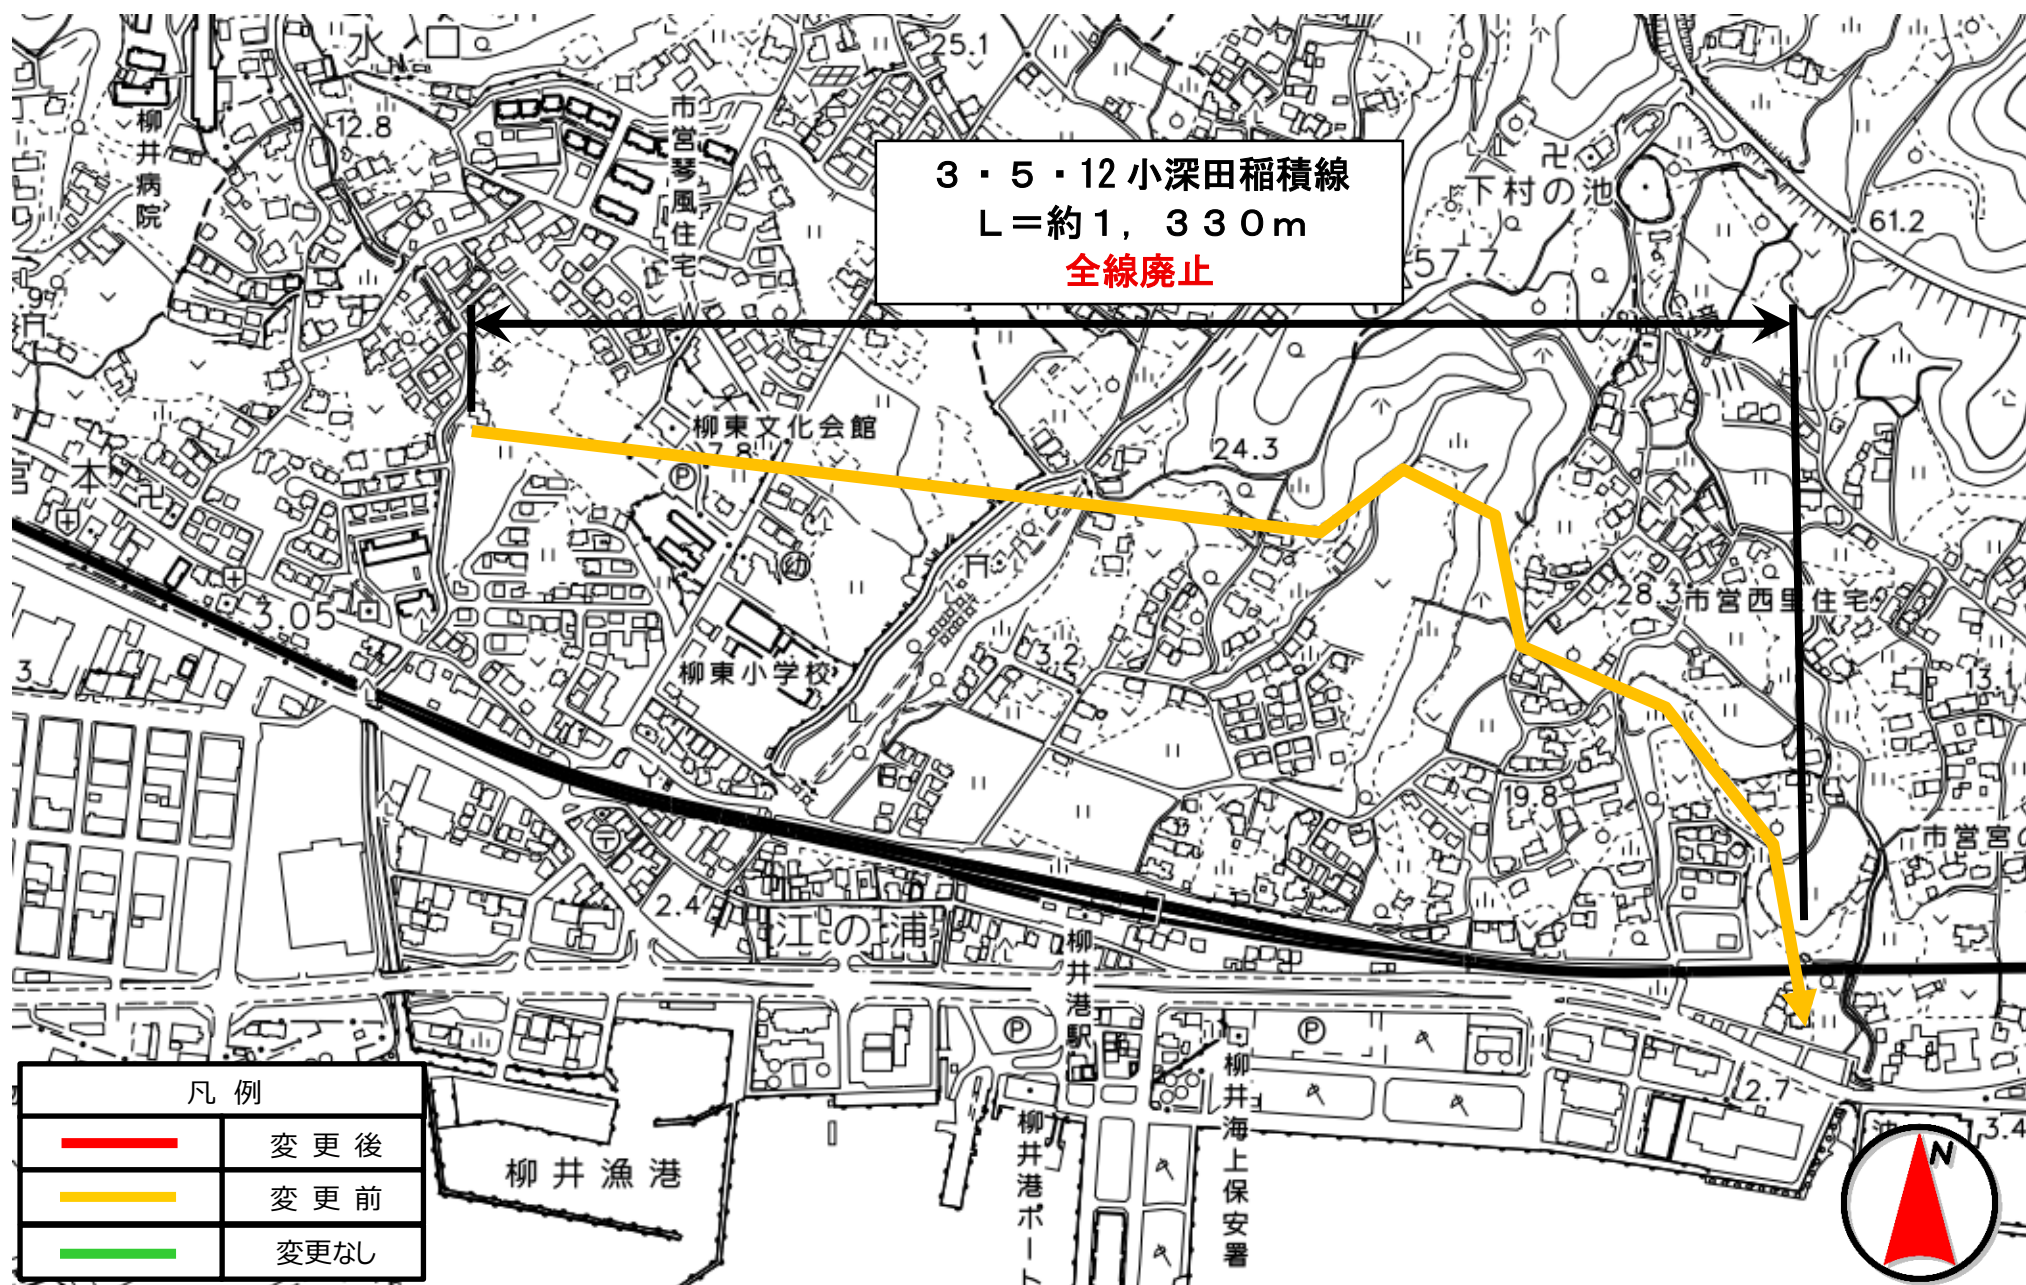 水
25.1
12.8
柳井病院
市営琴風住宅
3・5・12 小深田稲積線
L=約1,330m
全線廃止
下村の池
61.2
57.7
9
境
柳東文化会館
7.8
24.3
宮本
3.05
3
柳東小学校
幼
3.2
28.3
市営西里住宅
13.1
19.8
市営宮の
2.4
江の浦
柳井港駅
P
P
P
柳井海上保安署
柳井漁港
柳井港ポート
2.7
3.4
凡 例
変 更 後
変 更 前
変更なし
N